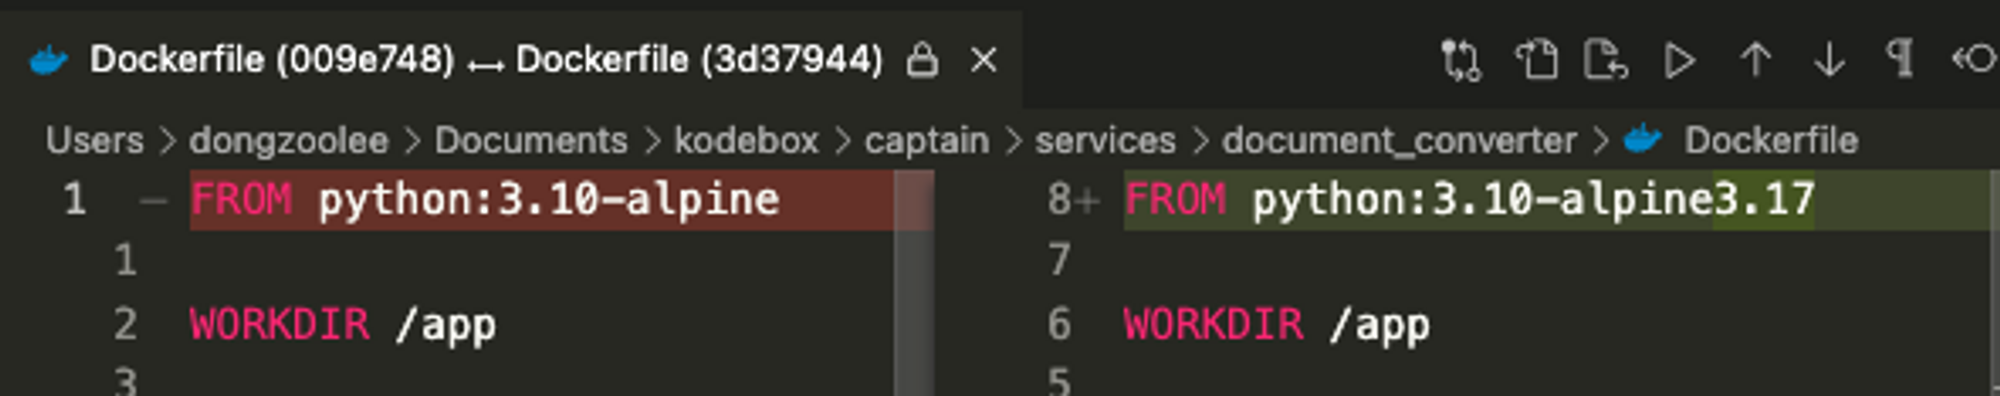 Dockerfile (009e748) ↔ Dockerfile (3d37944)
Users > dongzoolee > Documents > kodebox > captain > services > document_converter > Dockerfile
1 − FROM python:3.10-alpine
1
2 WORKDIR /app
3
8+ FROM python:3.10-alpine3.17
7
6 WORKDIR /app
5